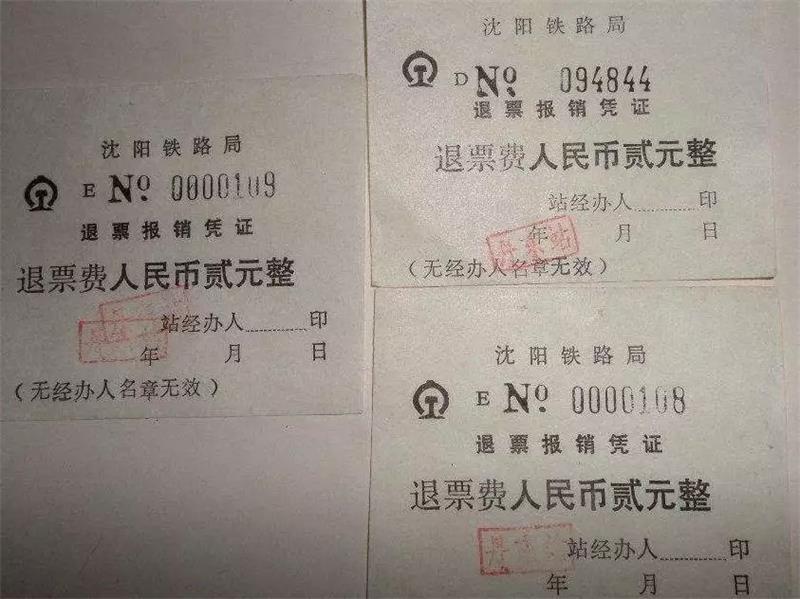 沈阳铁路局
E No 0000109
退票报销凭证
退票费人民币贰元整
站经办人........印
年 月 日
（无经办人名章无效）
沈阳铁路局
D No 094844
退票报销凭证
退票费人民币贰元整
站经办人........印
年 月 日
丹东站
（无经办人名章无效）
沈阳铁路局
E No 0000108
退票报销凭证
退票费人民币贰元整
站经办人........印
年 月 日